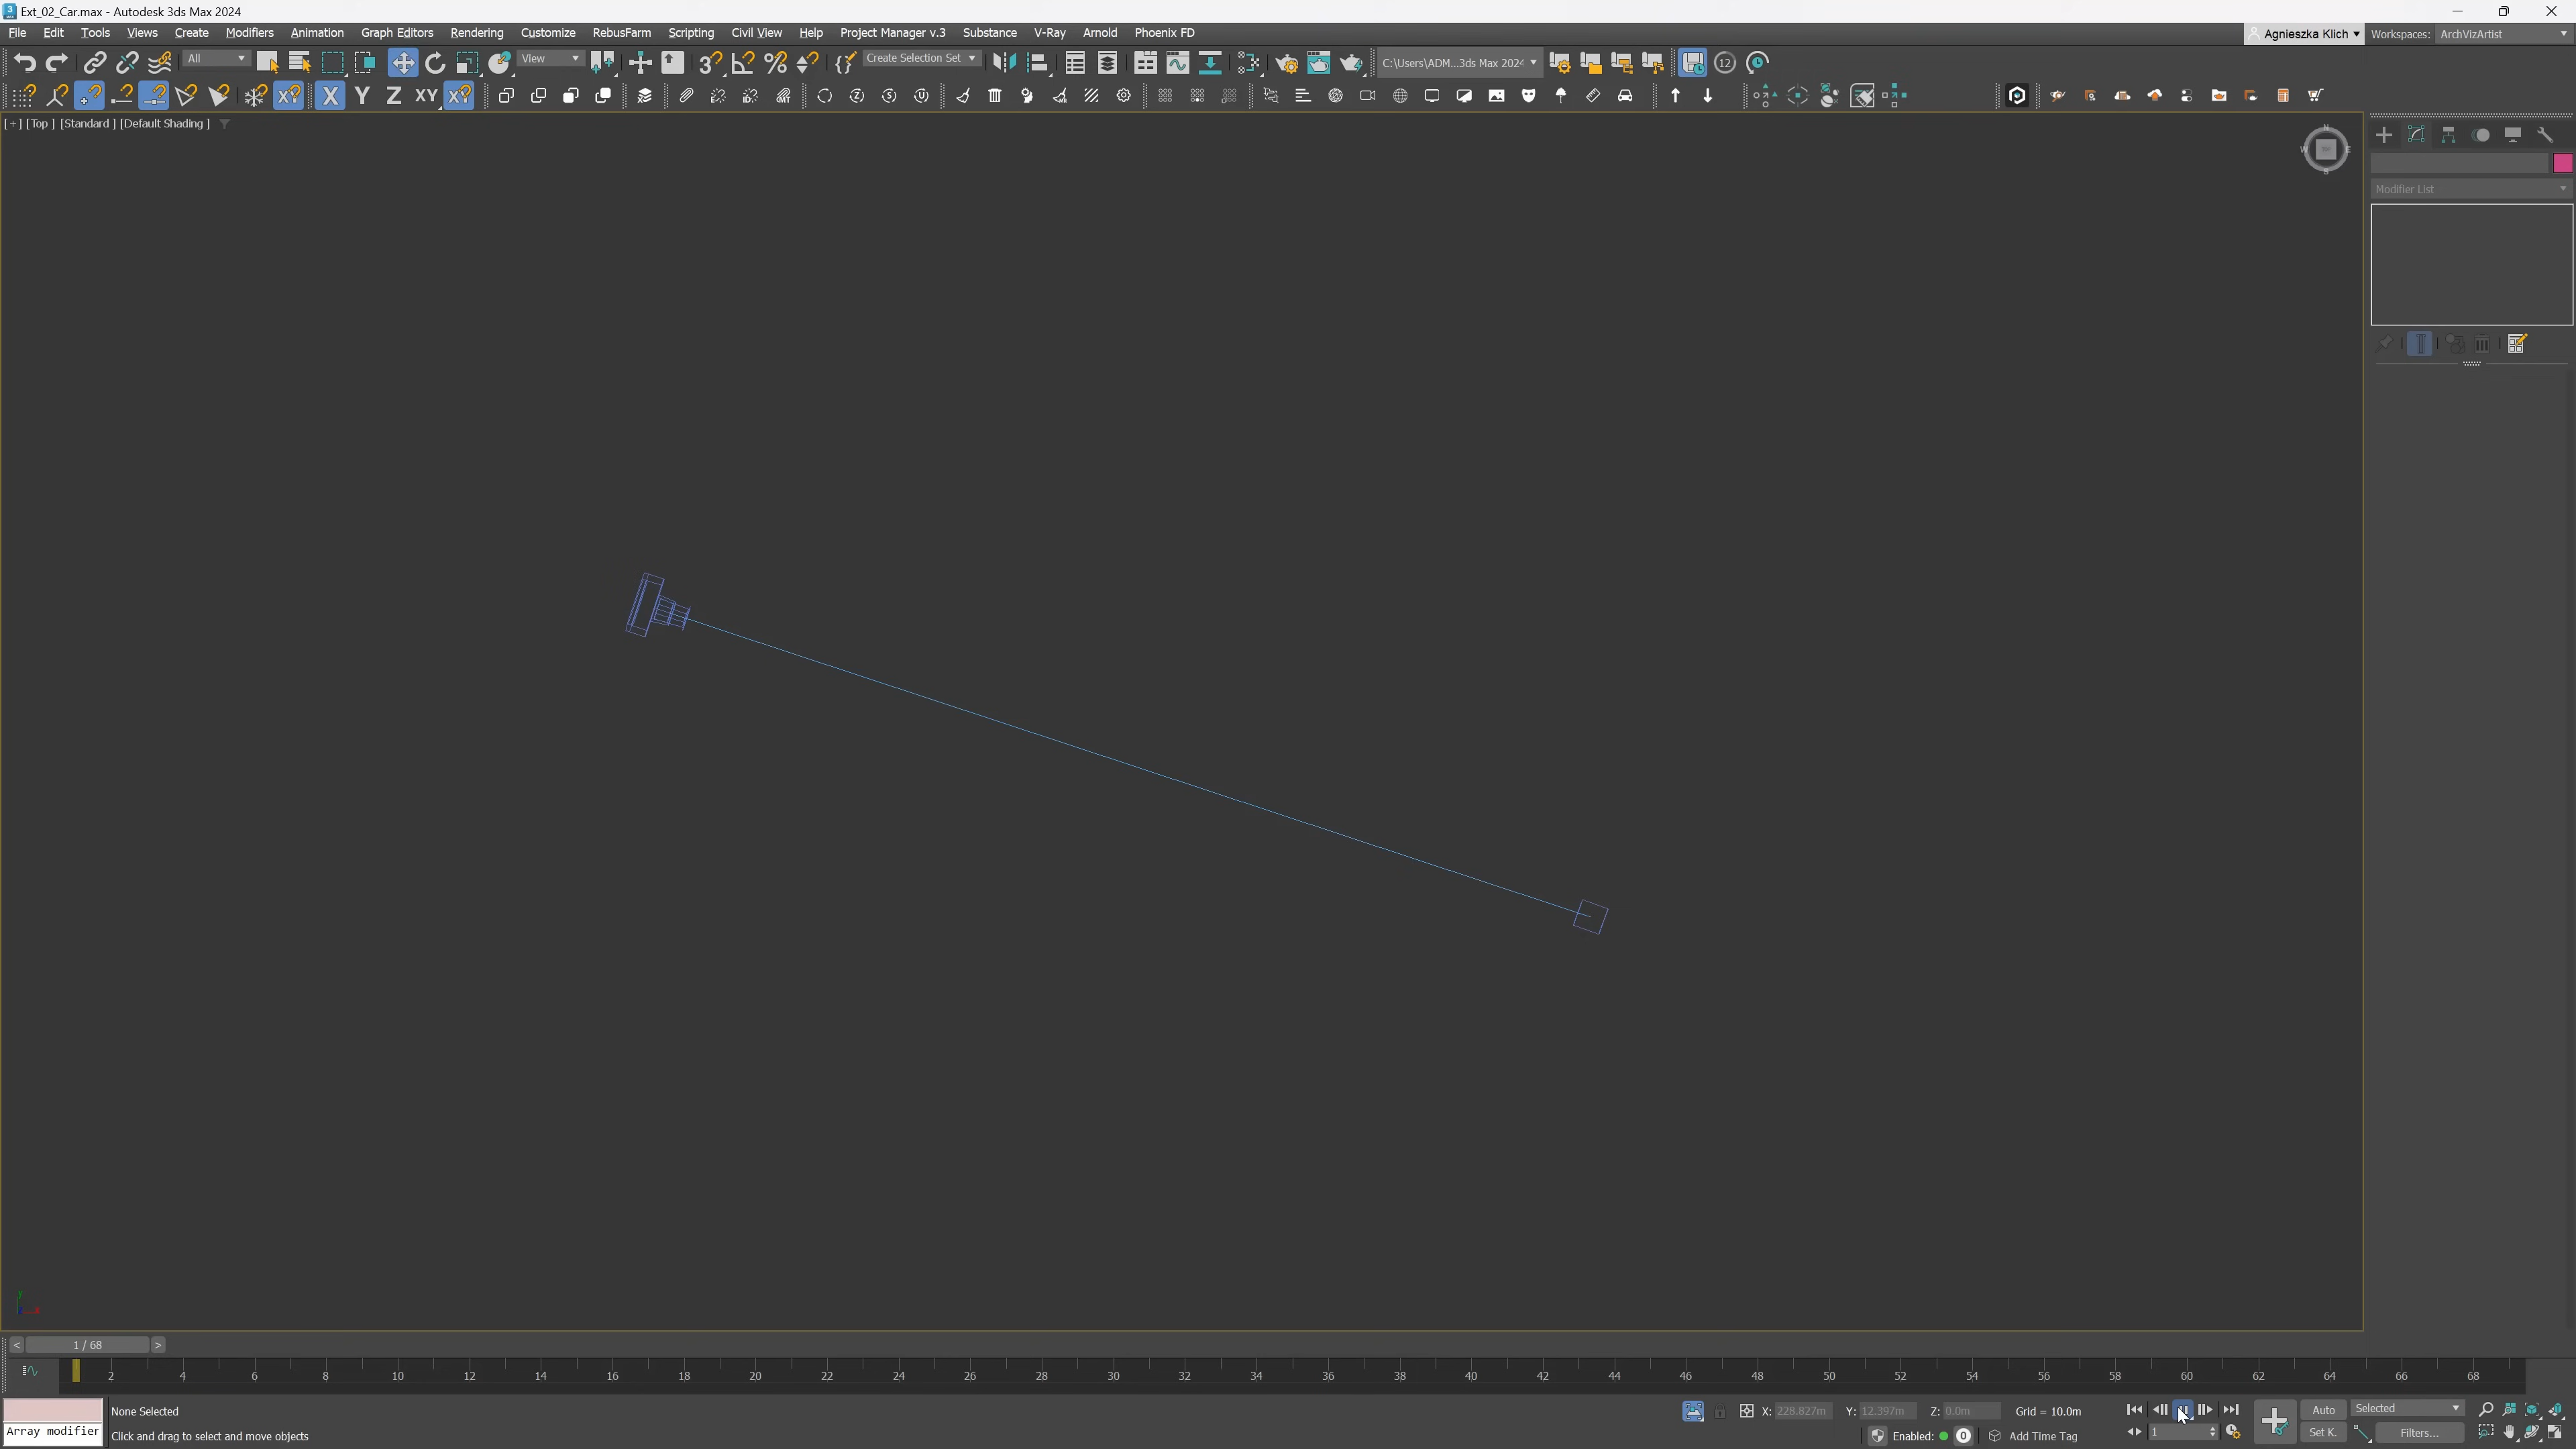 Ext_02_Car.max - Autodesk 3ds Max 2024
File Edit Tools Views Create Modifiers Animation Graph Editors Rendering Customize RebusFarm Scripting Civil View Help Project Manager v.3 Substance V-Ray Arnold Phoenix FD
Agnieszka Klich Workspaces: ArchVizArtist
All View Create Selection Set C:\Users\ADM...3ds Max 2024 12
X Y Z XY
[+] [Top ] [Standard ] [Default Shading ]
N
W E
S
Modifier List
y
x
< 1 / 68 >
2 4 6 8 10 12 14 16 18 20 22 24 26 28 30 32 34 36 38 40 42 44 46 48 50 52 54 56 58 60 62 64 66 68
None Selected X: 228.827m Y: 12.397m Z: 0.0m Grid = 10.0m Auto Selected
Array modifier Click and drag to select and move objects Enabled: 0 Add Time Tag 1 Set K. Filters...